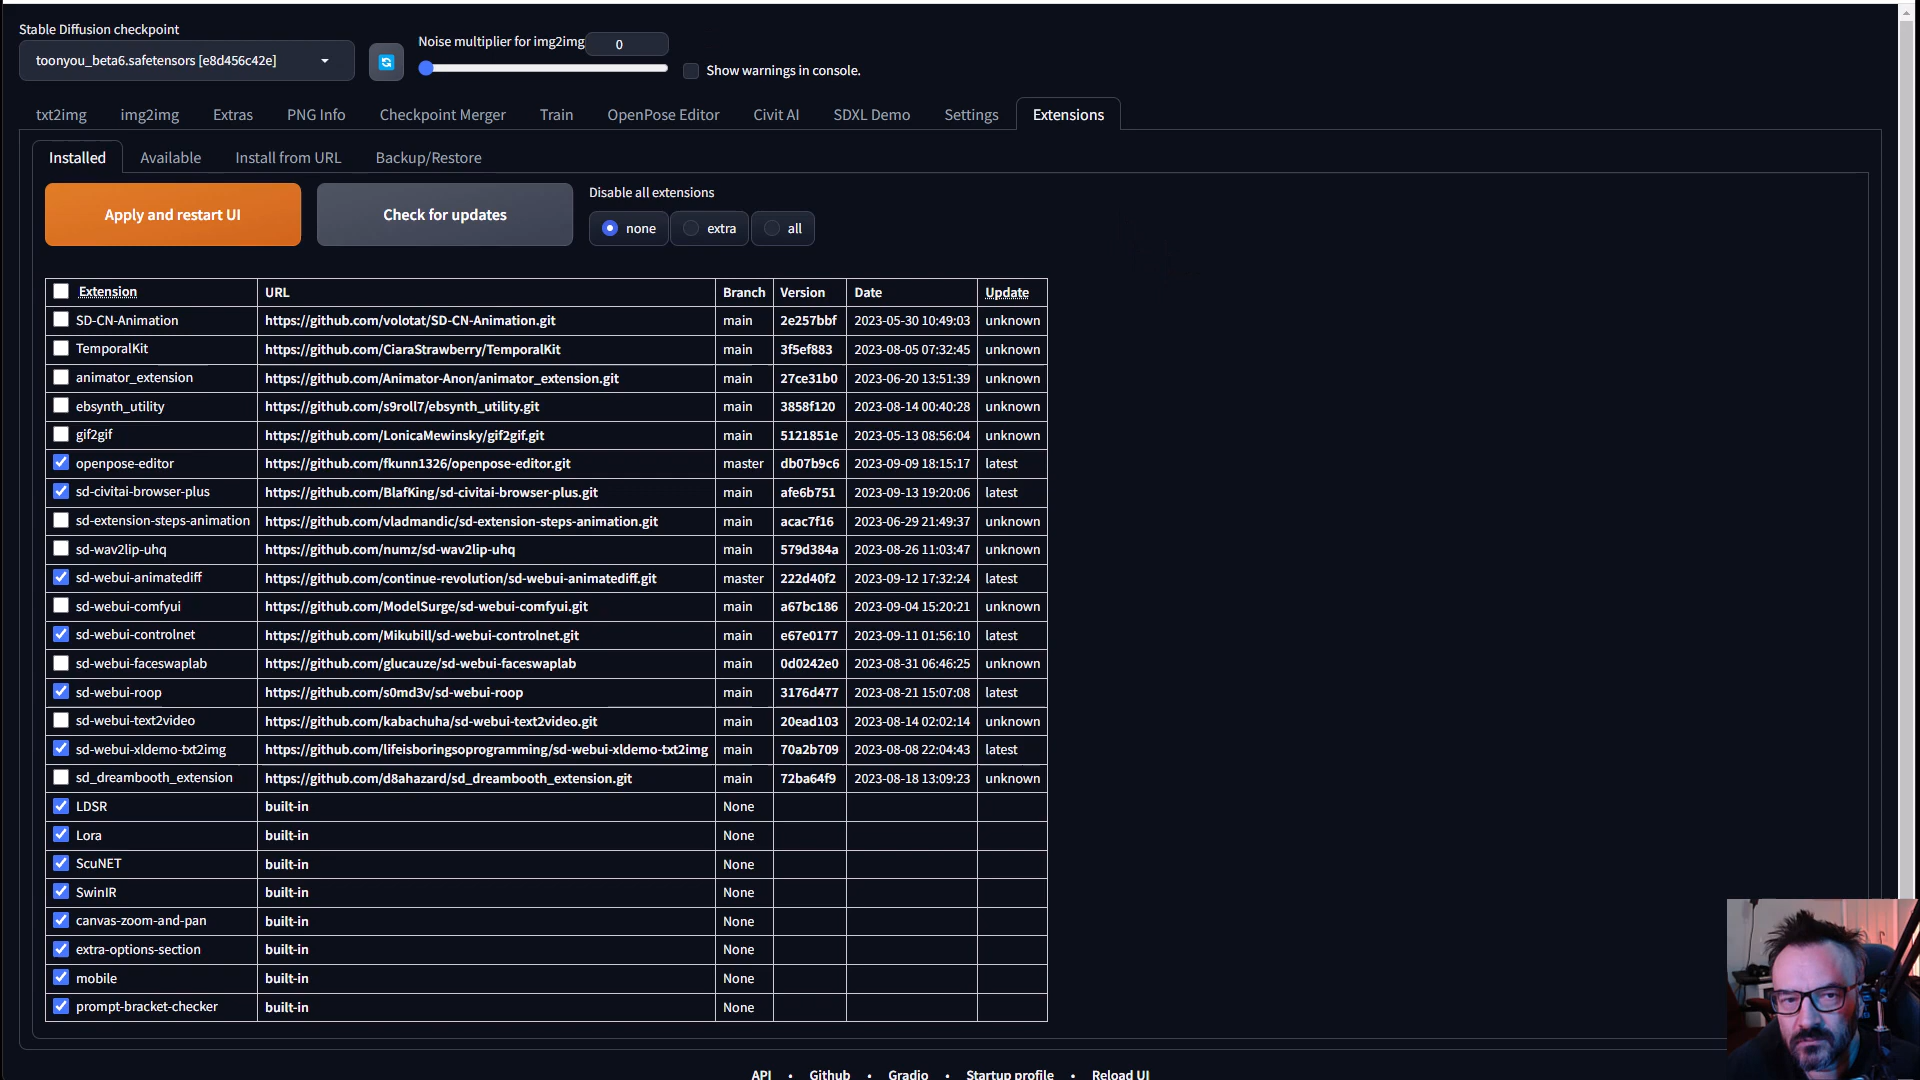 Stable Diffusion checkpoint
toonyou_beta6.safetensors [e8d456c42e]
Noise multiplier for img2img
0
Show warnings in console.
txt2img img2img Extras PNG Info Checkpoint Merger Train OpenPose Editor Civit AI SDXL Demo Settings Extensions
Installed Available Install from URL Backup/Restore
Apply and restart UI
Check for updates
Disable all extensions
none extra all
Extension URL Branch Version Date Update
SD-CN-Animation https://github.com/volotat/SD-CN-Animation.git main 2e257bbf 2023-05-30 10:49:03 unknown
TemporalKit https://github.com/CiaraStrawberry/TemporalKit main 3f5ef883 2023-08-05 07:32:45 unknown
animator_extension https://github.com/Animator-Anon/animator_extension.git main 27ce31b0 2023-06-20 13:51:39 unknown
ebsynth_utility https://github.com/s9roll7/ebsynth_utility.git main 3858f120 2023-08-14 00:40:28 unknown
gif2gif https://github.com/LonicaMewinsky/gif2gif.git main 5121851e 2023-05-13 08:56:04 unknown
openpose-editor https://github.com/fkunn1326/openpose-editor.git master db07b9c6 2023-09-09 18:15:17 latest
sd-civitai-browser-plus https://github.com/BlafKing/sd-civitai-browser-plus.git main afe6b751 2023-09-13 19:20:06 latest
sd-extension-steps-animation https://github.com/vladmandic/sd-extension-steps-animation.git main acac7f16 2023-06-29 21:49:37 unknown
sd-wav2lip-uhq https://github.com/numz/sd-wav2lip-uhq main 579d384a 2023-08-26 11:03:47 unknown
sd-webui-animatediff https://github.com/continue-revolution/sd-webui-animatediff.git master 222d40f2 2023-09-12 17:32:24 latest
sd-webui-comfyui https://github.com/ModelSurge/sd-webui-comfyui.git main a67bc186 2023-09-04 15:20:21 unknown
sd-webui-controlnet https://github.com/Mikubill/sd-webui-controlnet.git main e67e0177 2023-09-11 01:56:10 latest
sd-webui-faceswaplab https://github.com/glucauze/sd-webui-faceswaplab main 0d0242e0 2023-08-31 06:46:25 unknown
sd-webui-roop https://github.com/s0md3v/sd-webui-roop main 3176d477 2023-08-21 15:07:08 latest
sd-webui-text2video https://github.com/kabachuha/sd-webui-text2video.git main 20ead103 2023-08-14 02:02:14 unknown
sd-webui-xldemo-txt2img https://github.com/lifeisboringsoprogramming/sd-webui-xldemo-txt2img main 70a2b709 2023-08-08 22:04:43 latest
sd_dreambooth_extension https://github.com/d8ahazard/sd_dreambooth_extension.git main 72ba64f9 2023-08-18 13:09:23 unknown
LDSR built-in None
Lora built-in None
ScuNET built-in None
SwinIR built-in None
canvas-zoom-and-pan built-in None
extra-options-section built-in None
mobile built-in None
prompt-bracket-checker built-in None
API • Github • Gradio • Startup profile • Reload UI